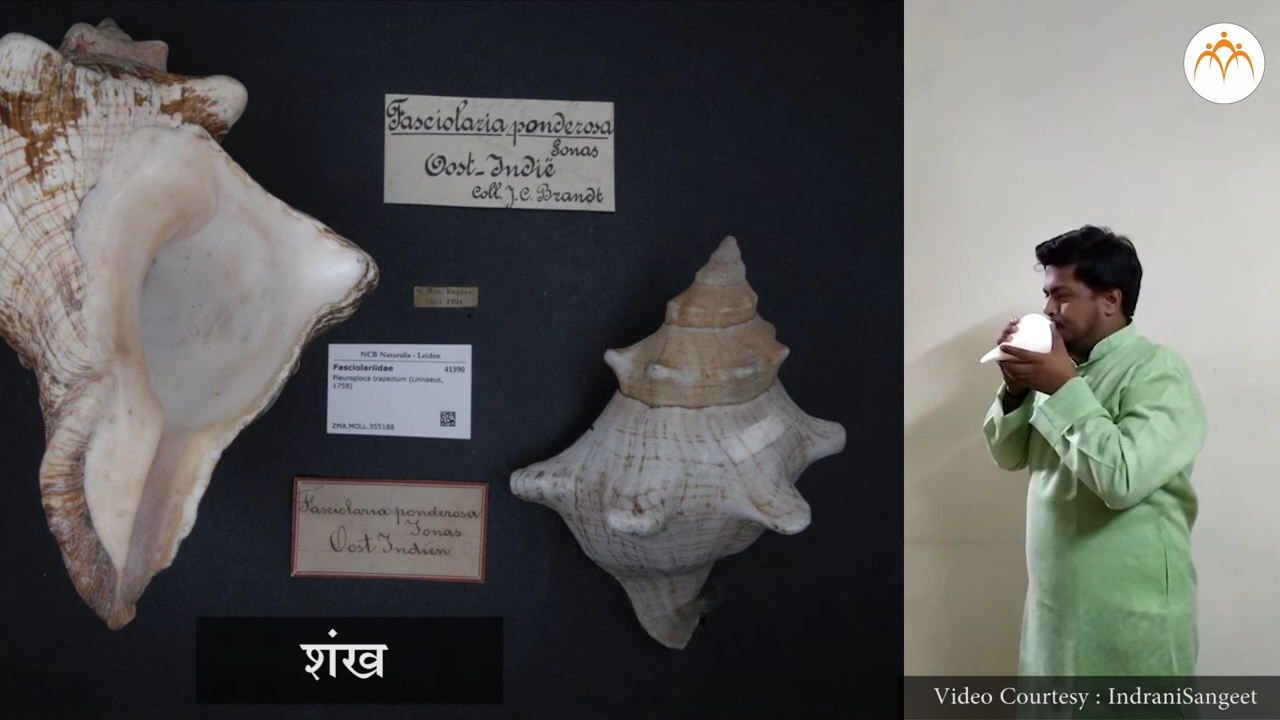 Fasciolaria ponderosa
Jonas
Oost-Indië
Coll. J. C. Brandt
NCB Naturalis - Leiden
Fasciolariidae 41390
Pleuroploca trapezium (Linnaeus,
1758)
ZMA.MOLL.355188
Fasciolaria ponderosa
Jonas
Oost Indien
शंख
Video Courtesy : IndraniSangeet